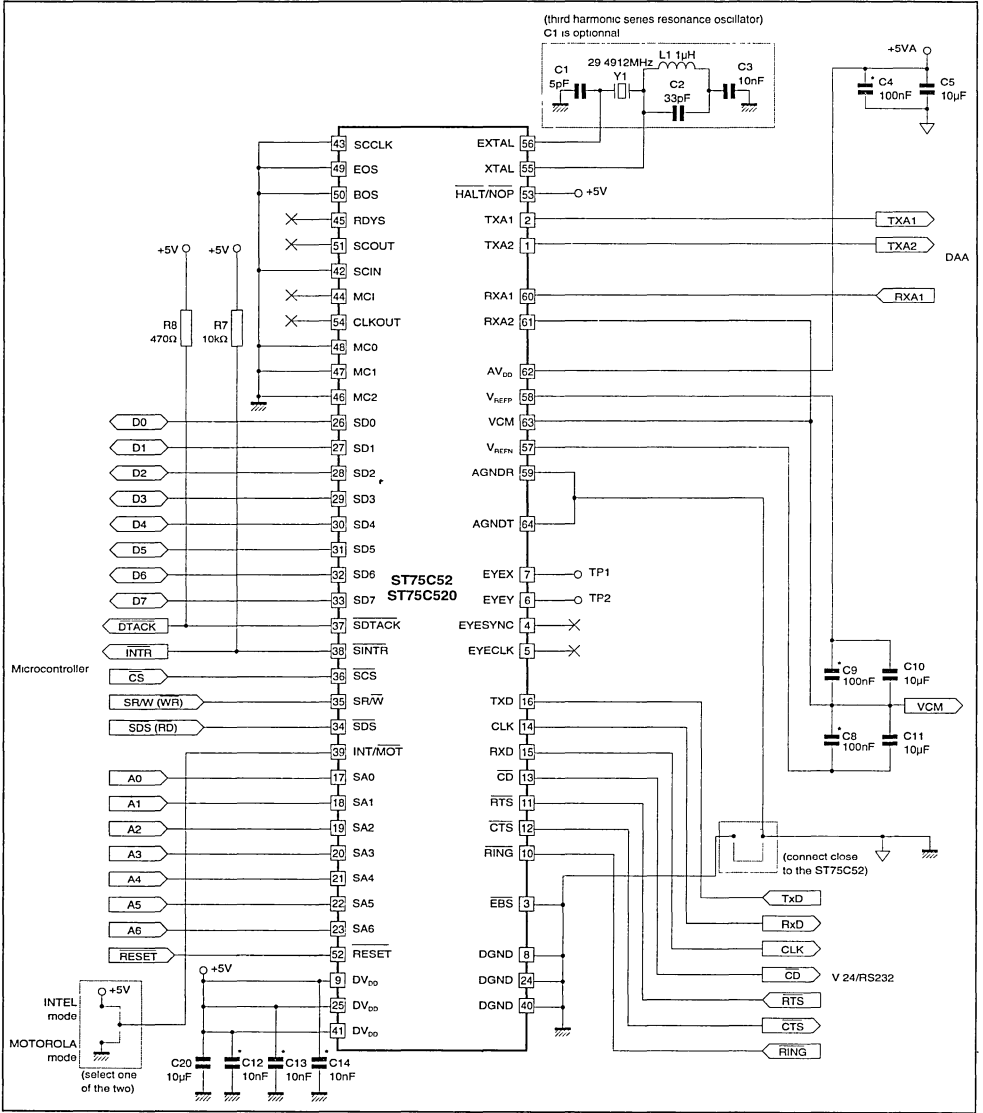 (third harmonic series resonance oscillator)
C1 is optionnal
29 4912MHz
L1 1µH
C1
5pF
Y1
C2
33pF
C3
10nF
+5VA
* C4
100nF
C5
10µF
43 SCCLK
49 EOS
50 BOS
45 RDYS
51 SCOUT
42 SCIN
44 MCI
54 CLKOUT
48 MC0
47 MC1
46 MC2
26 SD0
27 SD1
28 SD2
29 SD3
30 SD4
31 SD5
32 SD6
33 SD7
37 SDTACK
38 SINTR
36 SCS
35 SR/W
34 SDS
39 INT/MOT
17 SA0
18 SA1
19 SA2
20 SA3
21 SA4
22 SA5
23 SA6
52 RESET
9 DVDD
25 DVDD
41 DVDD
ST75C52
ST75C520
EXTAL 56
XTAL 55
HALT/NOP 53
+5V
TXA1 2
TXA2 1
RXA1 60
RXA2 61
AVDD 62
VREFP 58
VCM 63
VREFN 57
AGNDR 59
AGNDT 64
EYEX 7
TP1
EYEY 6
TP2
EYESYNC 4
EYECLK 5
TXD 16
CLK 14
RXD 15
CD 13
RTS 11
CTS 12
RING 10
EBS 3
DGND 8
DGND 24
DGND 40
+5V
+5V
R8
470Ω
R7
10kΩ
D0
D1
D2
D3
D4
D5
D6
D7
DTACK
INTR
Microcontroller
CS
SR/W (WR)
SDS (RD)
A0
A1
A2
A3
A4
A5
A6
RESET
+5V
+5V
INTEL
mode
MOTOROLA
mode
(select one
of the two)
C20
10µF
* C12
10nF
* C13
10nF
* C14
10nF
TXA1
TXA2
DAA
RXA1
* C9
100nF
C10
10µF
VCM
* C8
100nF
C11
10µF
(connect close
to the ST75C52)
TxD
RxD
CLK
CD
V 24/RS232
RTS
CTS
RING